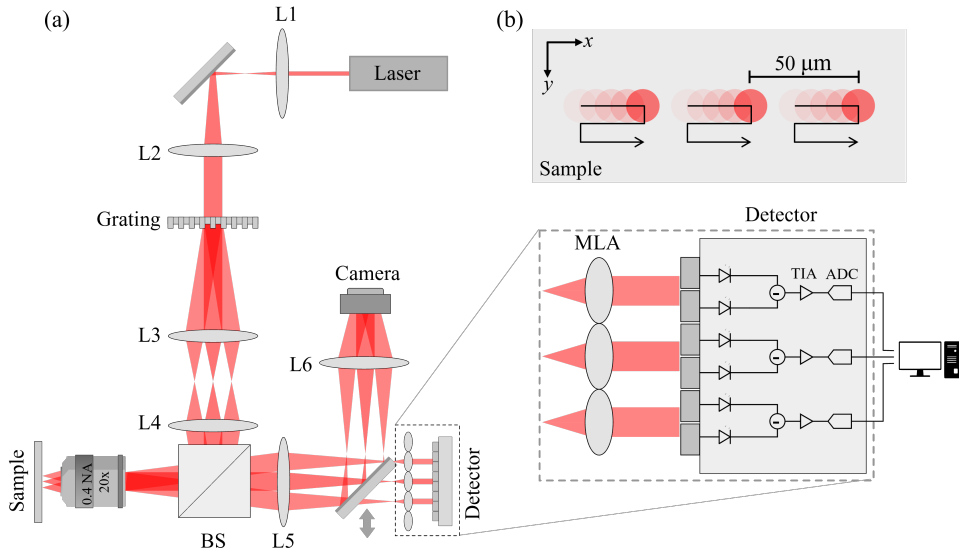 (a)
L1
Laser
L2
Grating
Camera
L3
L6
L4
Sample
0.4 NA
20x
BS
L5
Detector
(b)
x
y
50 μm
Sample
Detector
MLA
TIA
ADC
-
-
-